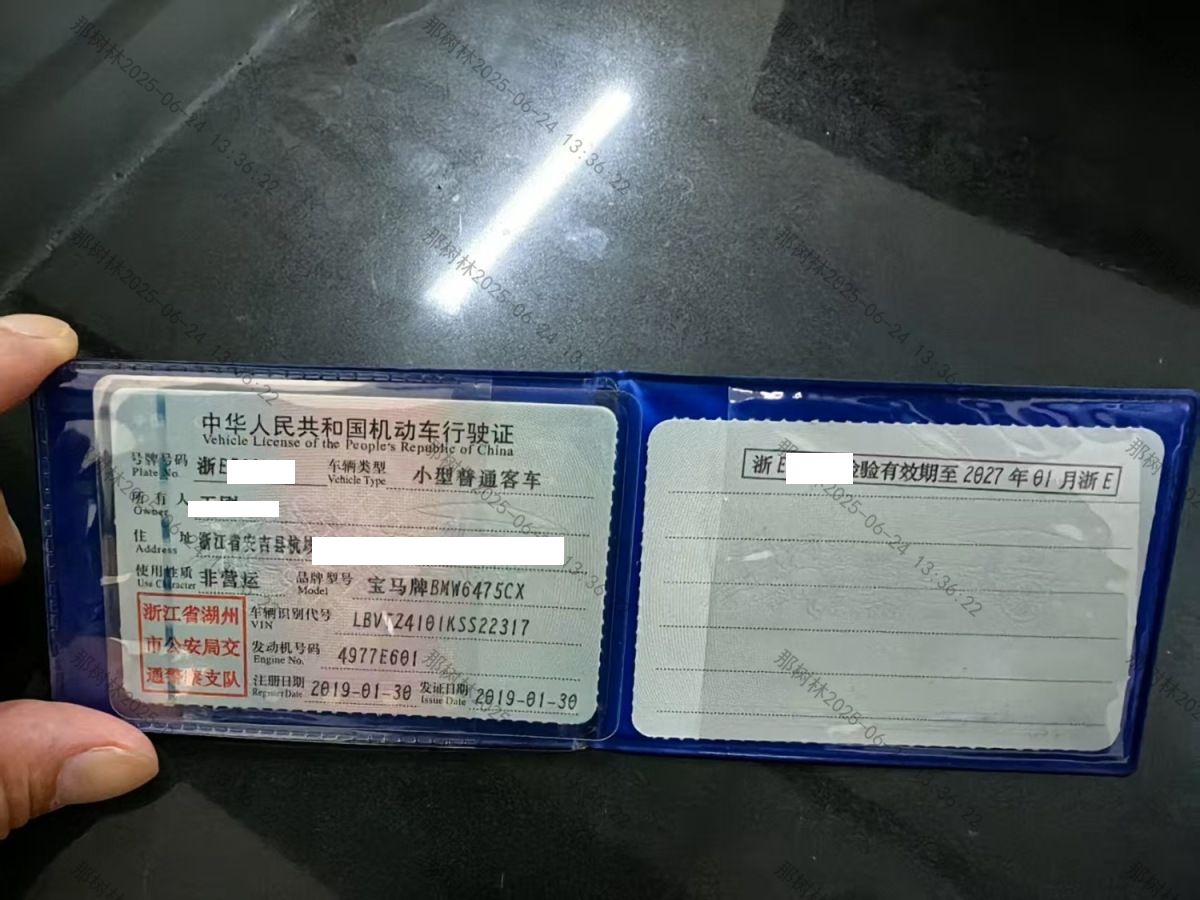 中华人民共和国机动车行驶证
Vehicle License of the People's Republic of China
号牌号码 浙E 车辆类型 小型普通客车
Plate No. Vehicle Type
所有人
Owner
住址 浙江省安吉县
Address
使用性质 非营运 品牌型号 宝马牌BMW6475CX
Use Character Model
浙江省湖州
市公安局交
通警察支队
车辆识别代号
VIN
发动机号码 4977E601
Engine No.
注册日期 2019-01-30 发证日期 2019-01-30
Register Date Issue Date
浙E 检验有效期至2027年01月浙E
那树林2025-06-24 13:36:22